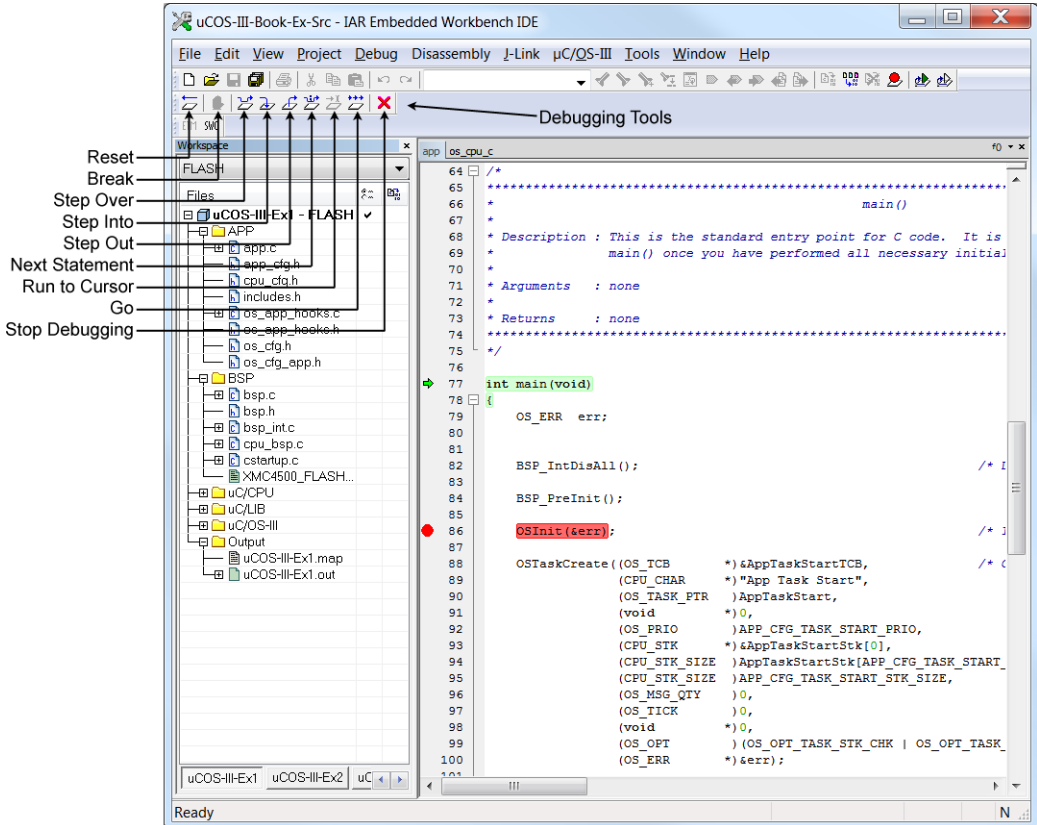 uCOS-III-Book-Ex-Src - IAR Embedded Workbench IDE
File Edit View Project Debug Disassembly J-Link µC/OS-III Tools Window Help
Debugging Tools
ETM SWO
Reset
Break
Step Over
Step Into
Step Out
Next Statement
Run to Cursor
Go
Stop Debugging
Workspace
FLASH
Files
uCOS-III-Ex1 - FLASH
APP
app.c
app_cfg.h
cpu_cfg.h
includes.h
os_app_hooks.c
os_app_hooks.h
os_cfg.h
os_cfg_app.h
BSP
bsp.c
bsp.h
bsp_int.c
cpu_bsp.c
cstartup.c
XMC4500_FLASH...
uC/CPU
uC/LIB
uC/OS-III
Output
uCOS-III-Ex1.map
uCOS-III-Ex1.out
uCOS-III-Ex1 uCOS-III-Ex2 uC
app os_cpu_c f0
64 /*
65 *********************************************************************************
66 * main()
67 *
68 * Description : This is the standard entry point for C code. It is
69 * main() once you have performed all necessary initial
70 *
71 * Arguments : none
72 *
73 * Returns : none
74 *********************************************************************************
75 */
76
77 int main(void)
78 {
79 OS_ERR err;
80
81
82 BSP_IntDisAll(); /*
83
84 BSP_PreInit();
85
86 OSInit(&err); /*
87
88 OSTaskCreate((OS_TCB *)&AppTaskStartTCB, /*
89 (CPU_CHAR *)"App Task Start",
90 (OS_TASK_PTR )AppTaskStart,
91 (void *)0,
92 (OS_PRIO )APP_CFG_TASK_START_PRIO,
93 (CPU_STK *)&AppTaskStartStk[0],
94 (CPU_STK_SIZE )AppTaskStartStk[APP_CFG_TASK_START_
95 (CPU_STK_SIZE )APP_CFG_TASK_START_STK_SIZE,
96 (OS_MSG_QTY )0,
97 (OS_TICK )0,
98 (void *)0,
99 (OS_OPT )(OS_OPT_TASK_STK_CHK | OS_OPT_TASK_
100 (OS_ERR *)&err);
101
Ready N